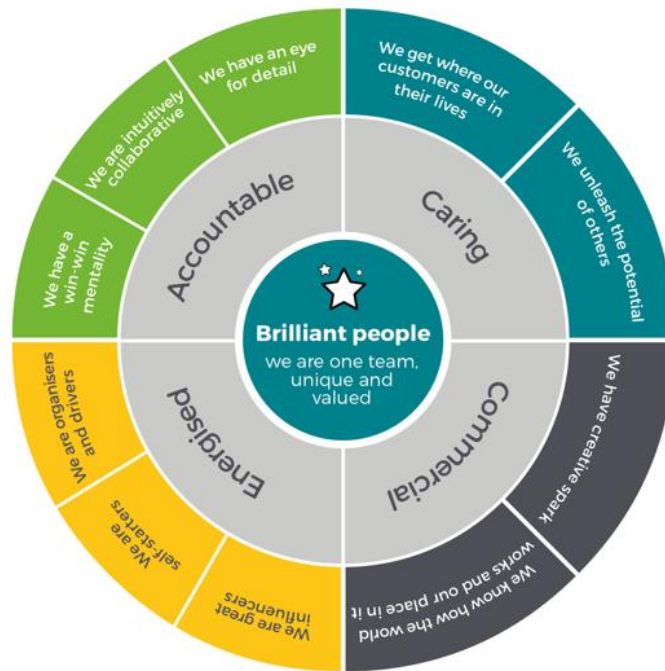 We have an eye
for detail
We get where our
customers are in
their lives
We are intuitively
collaborative
We unleash the potential
of others
We have a
win-win
mentality
Accountable
Caring
Brilliant people
we are one team,
unique and
valued
Energised
Commercial
We are organisers
and drivers
We have creative spark
We are
self-starters
We are great
influencers
We know how the world
works and our place in it